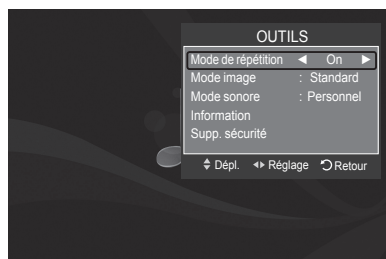 OUTILS
Mode de répétition ◄ On ►
Mode image : Standard
Mode sonore : Personnel
Information
Supp. sécurité
Dépl. Réglage Retour